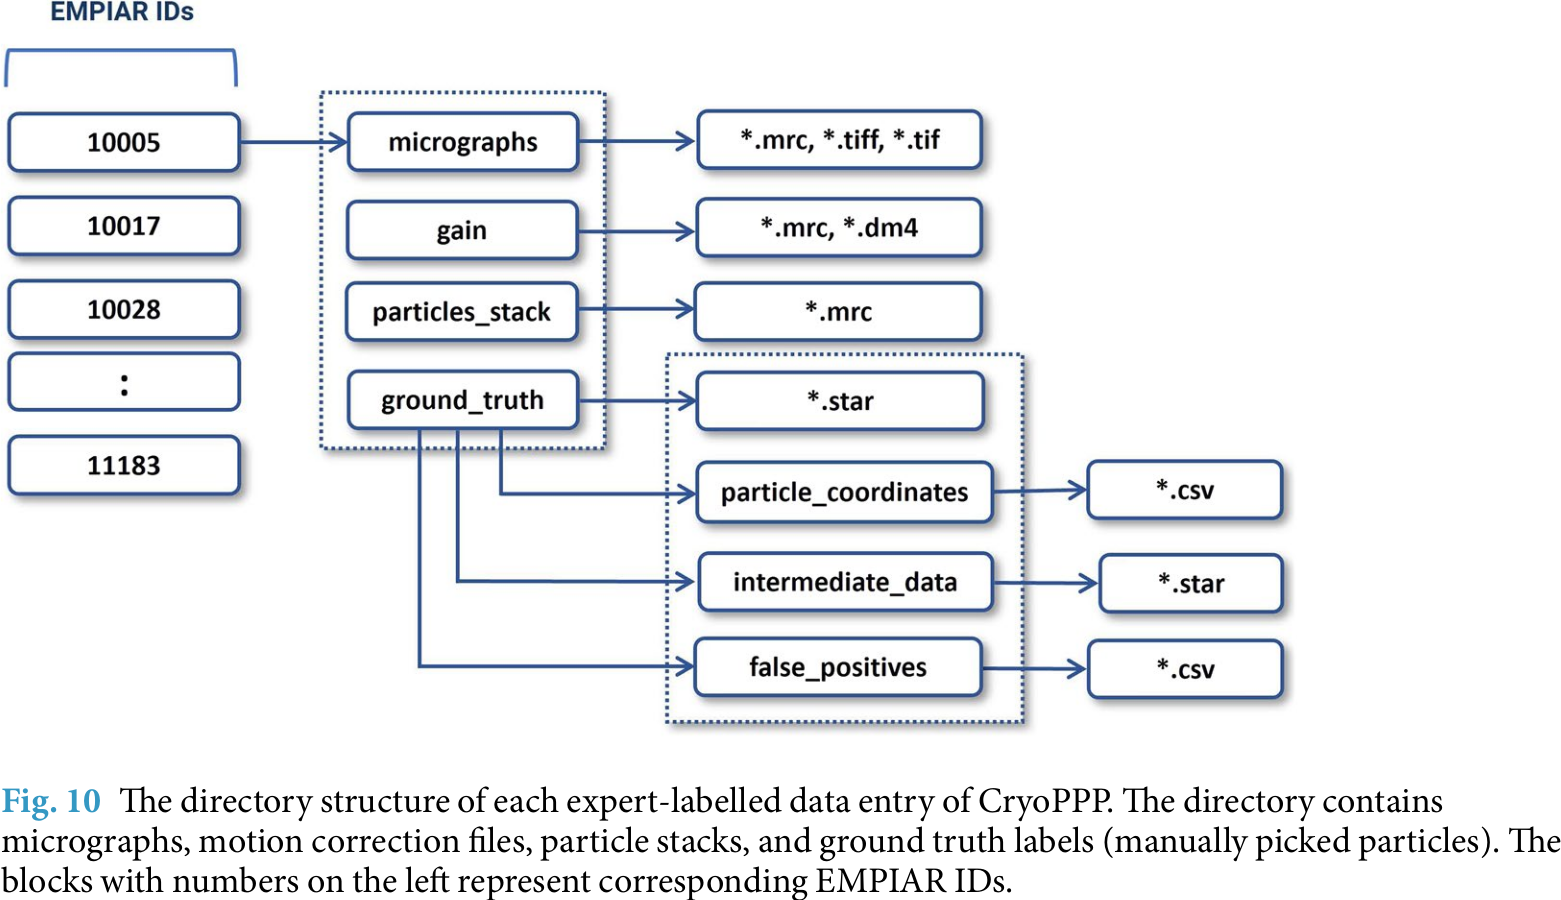 EMPIAR IDs
10005
micrographs
*.mrc, *.tiff, *.tif
10017
gain
*.mrc, *.dm4
10028
particles_stack
*.mrc
:
ground_truth
*.star
11183
particle_coordinates
*.csv
intermediate_data
*.star
false_positives
*.csv
Fig. 10 The directory structure of each expert-labelled data entry of CryoPPP. The directory contains
micrographs, motion correction files, particle stacks, and ground truth labels (manually picked particles). The
blocks with numbers on the left represent corresponding EMPIAR IDs.